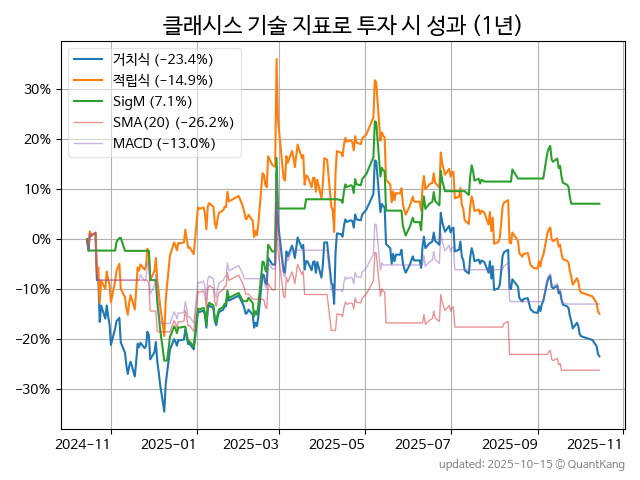 클래시스 기술 지표로 투자 시 성과 (1년)
거치식 (-23.4%)
적립식 (-14.9%)
SigM (7.1%)
SMA(20) (-26.2%)
MACD (-13.0%)
30%
20%
10%
0%
-10%
-20%
-30%
2024-11 2025-01 2025-03 2025-05 2025-07 2025-09 2025-11
updated: 2025-10-15 © QuantKang